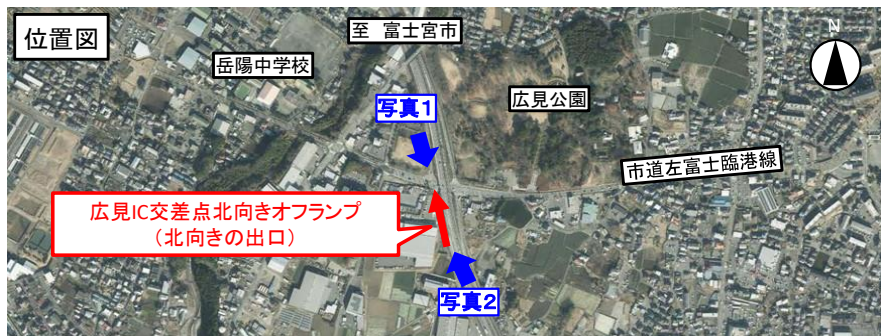 位置図
至 富士宮市
N
岳陽中学校
広見公園
写真1
市道左富士臨港線
広見IC交差点北向きオフランプ
（北向きの出口）
写真2